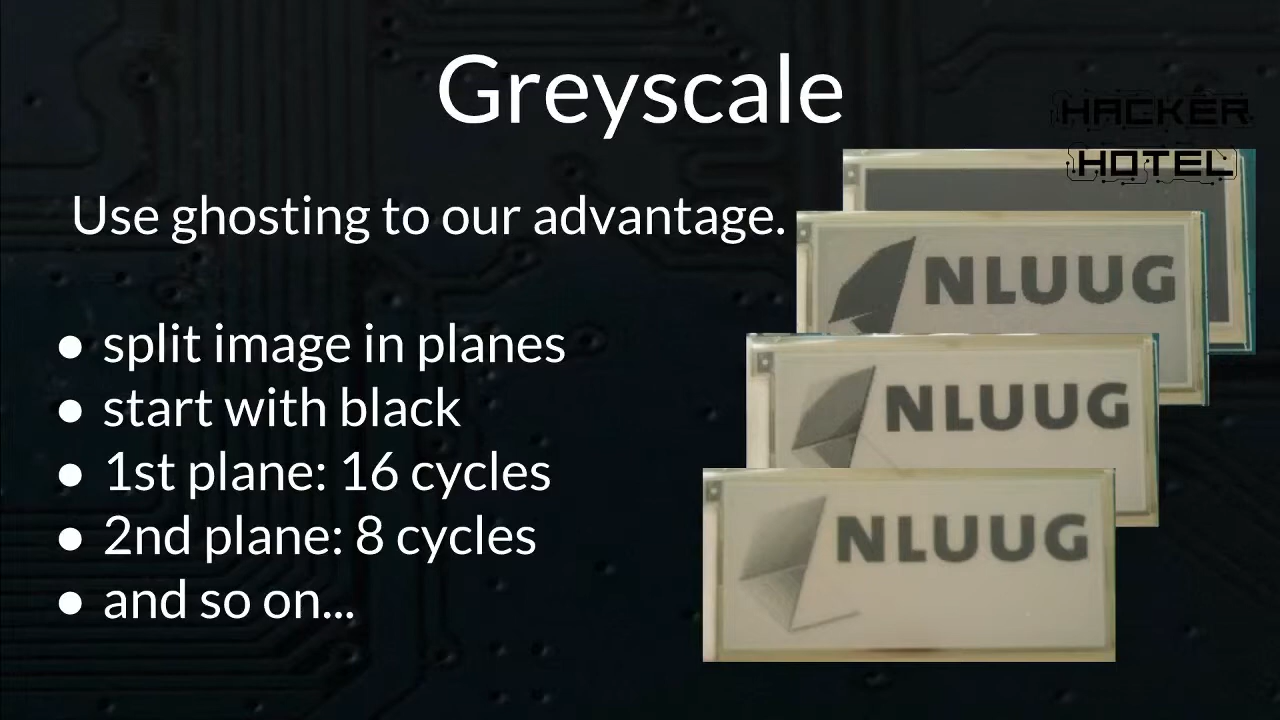 Greyscale
HACKER
HOTEL
Use ghosting to our advantage.
● split image in planes
● start with black
● 1st plane: 16 cycles
● 2nd plane: 8 cycles
● and so on...
NLUUG
NLUUG
NLUUG